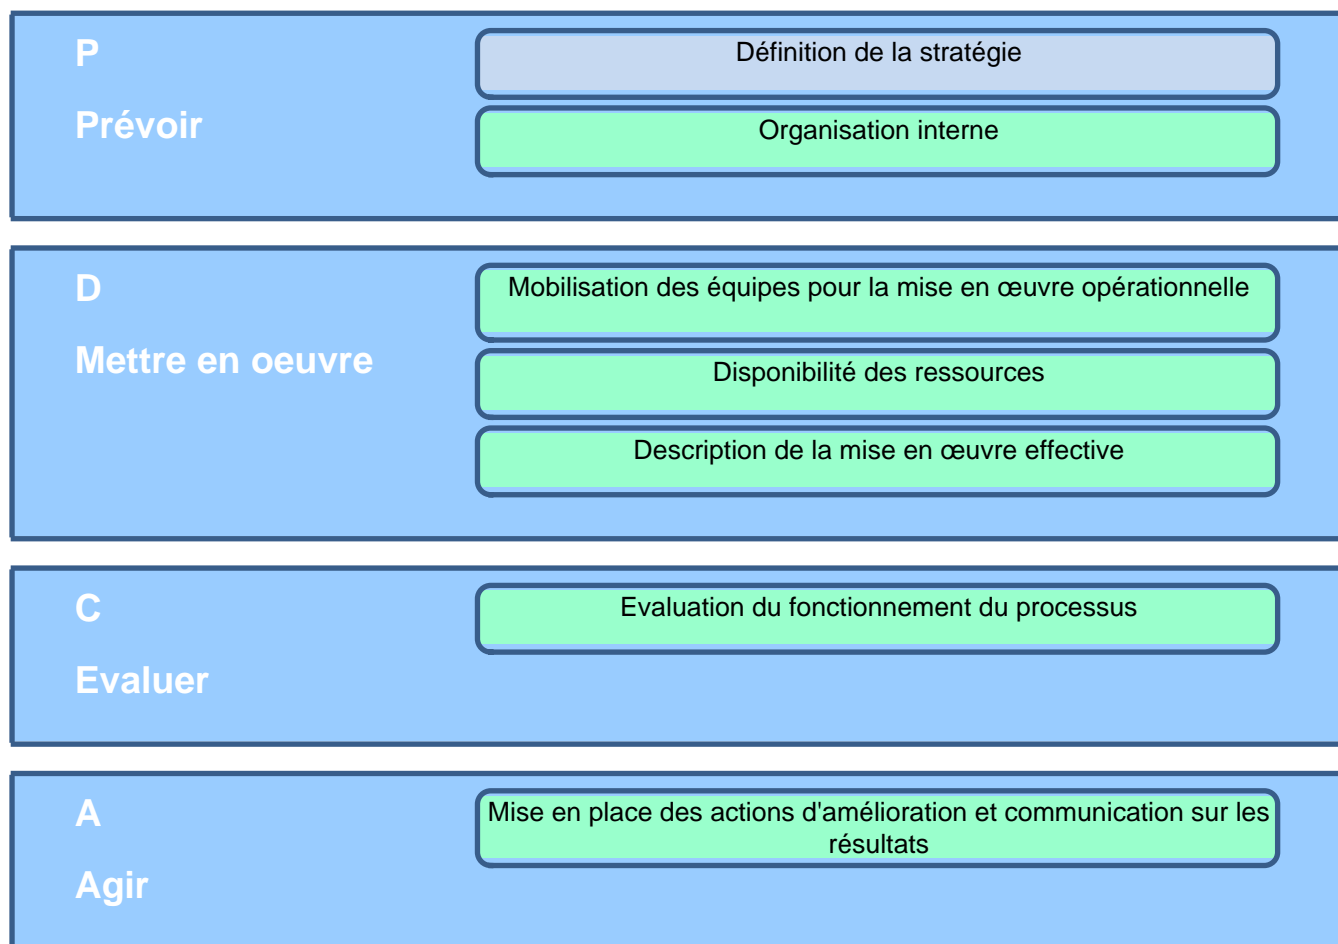 P
Prévoir
Définition de la stratégie
Organisation interne
D
Mettre en oeuvre
Mobilisation des équipes pour la mise en œuvre opérationnelle
Disponibilité des ressources
Description de la mise en œuvre effective
C
Evaluer
Evaluation du fonctionnement du processus
A
Agir
Mise en place des actions d'amélioration et communication sur les
résultats